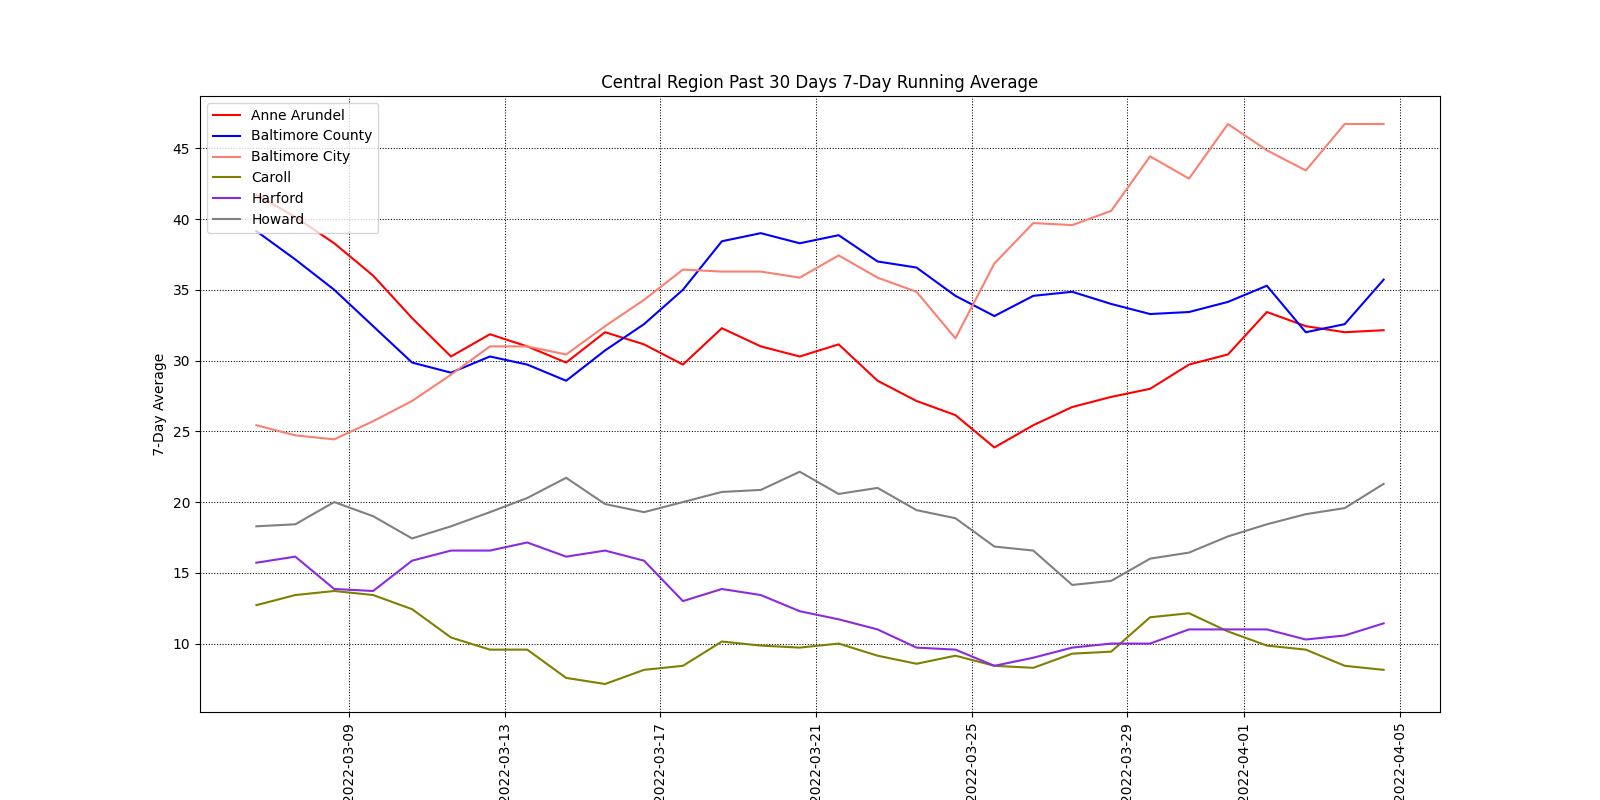 Central Region Past 30 Days 7-Day Running Average
Anne Arundel
Baltimore County
Baltimore City
Caroll
Harford
Howard
7-Day Average
45
40
35
30
25
20
15
10
2022-03-09
2022-03-13
2022-03-17
2022-03-21
2022-03-25
2022-03-29
2022-04-01
2022-04-05